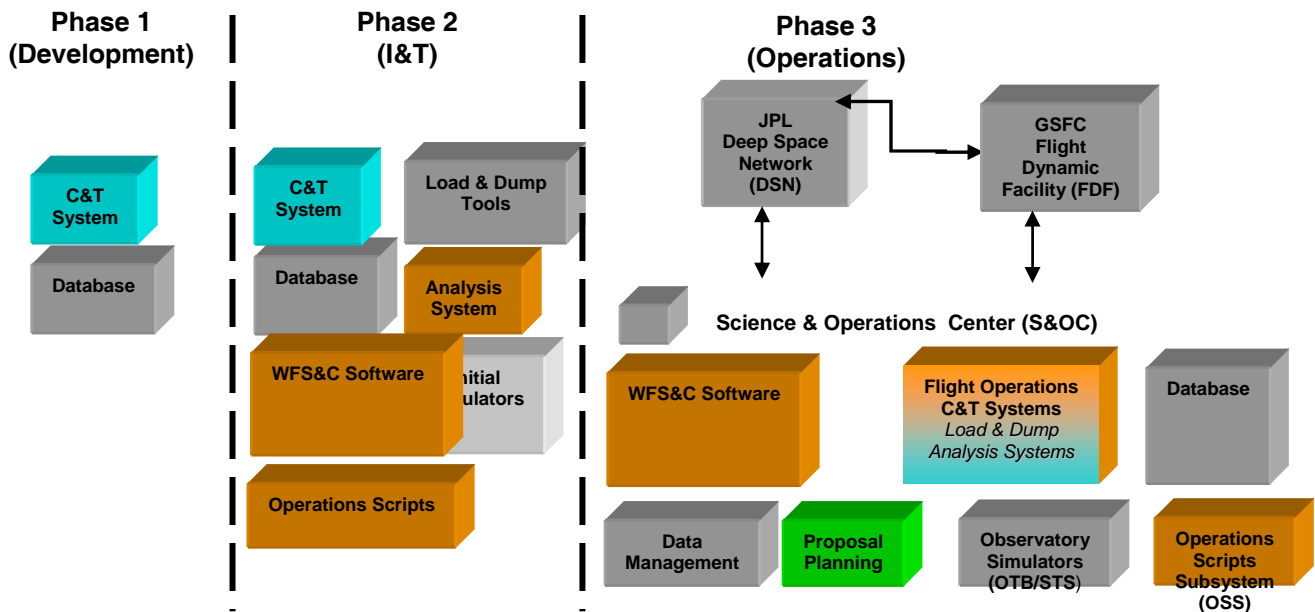 Phase 1
(Development)
C&T
System
Database
Phase 2
(I&T)
C&T
System
Load & Dump
Tools
Database
Analysis
System
WFS&C Software
nitial
ulators
Operations Scripts
Phase 3
(Operations)
JPL
Deep Space
Network
(DSN)
GSFC
Flight
Dynamic
Facility (FDF)
Science & Operations Center (S&OC)
WFS&C Software
Flight Operations
C&T Systems
Load & Dump
Analysis Systems
Database
Data
Management
Proposal
Planning
Observatory
Simulators
(OTB/STS)
Operations
Scripts
Subsystem
(OSS)